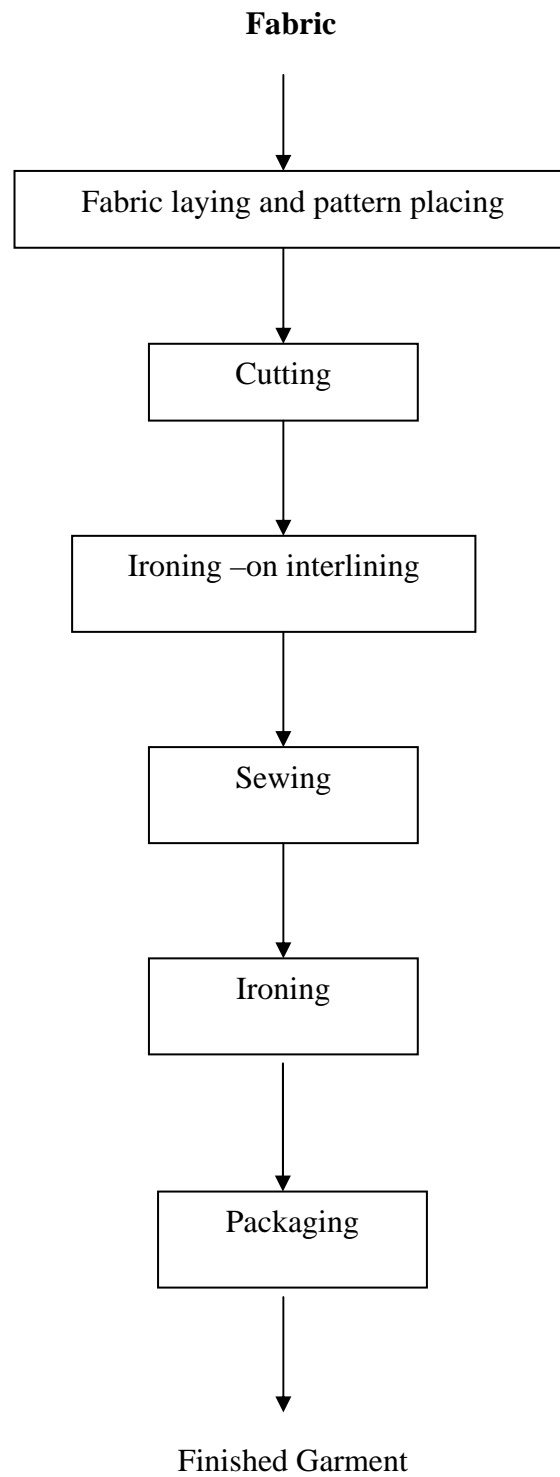 Fabric
Fabric laying and pattern placing
Cutting
Ironing –on interlining
Sewing
Ironing
Packaging
Finished Garment